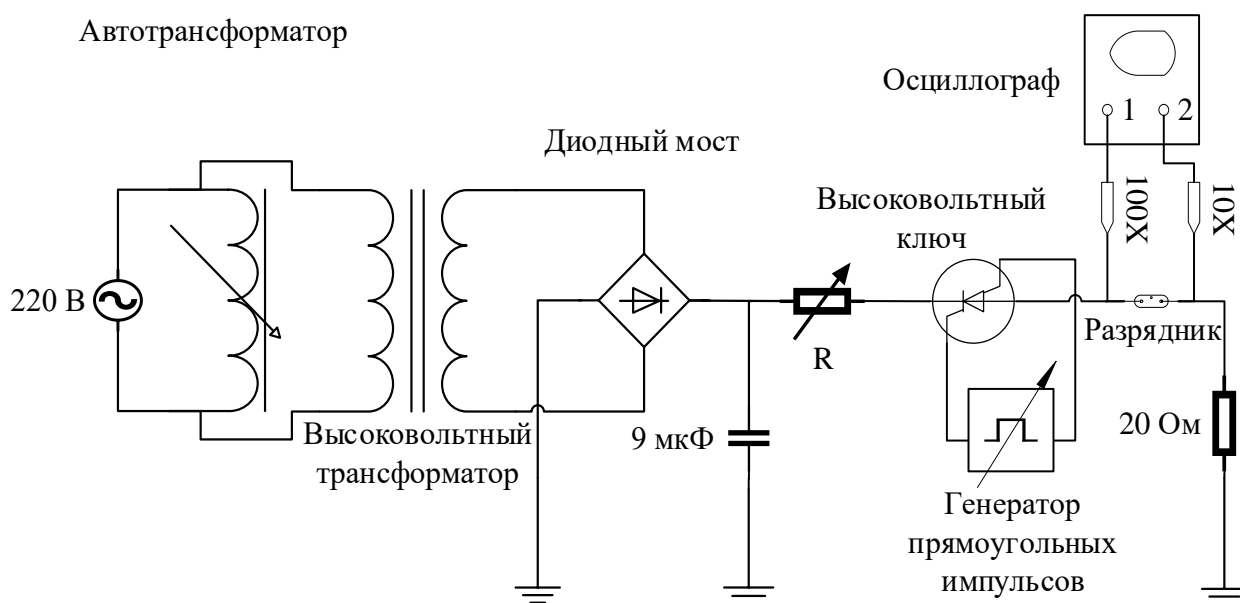 Автотрансформатор
Осциллограф
1
2
Диодный мост
100X
10X
Высоковольтный
ключ
220 В
Разрядник
R
Высоковольтный
трансформатор
9 мкФ
20 Ом
Генератор
прямоугольных
импульсов